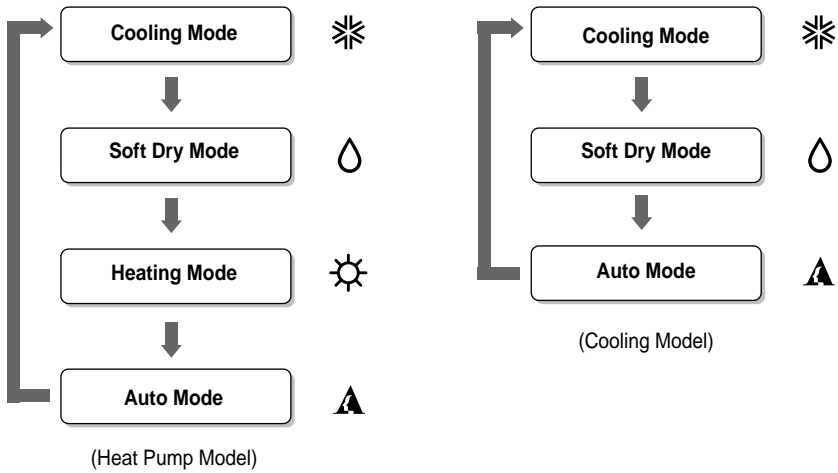 Cooling Mode
Soft Dry Mode
Heating Mode
Auto Mode
(Heat Pump Model)
Cooling Mode
Soft Dry Mode
Auto Mode
(Cooling Model)